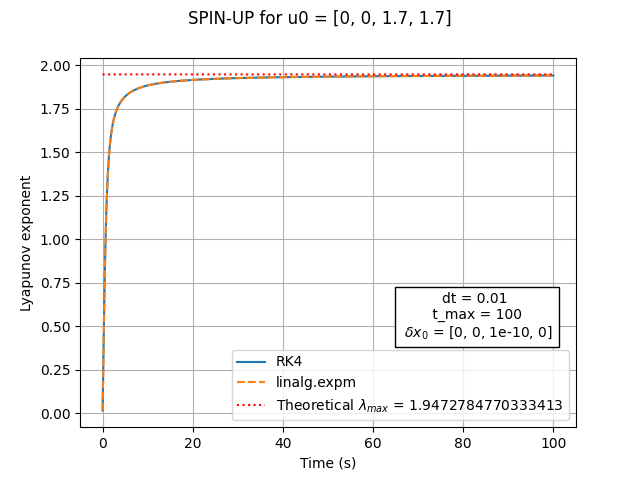 SPIN-UP for u0 = [0, 0, 1.7, 1.7]
2.00
1.75
1.50
1.25
1.00
0.75
0.50
0.25
0.00
Lyapunov exponent
dt = 0.01
t_max = 100
δx₀ = [0, 0, 1e-10, 0]
RK4
linalg.expm
Theoretical λₘₐₓ = 1.9472784770333413
0 20 40 60 80 100
Time (s)